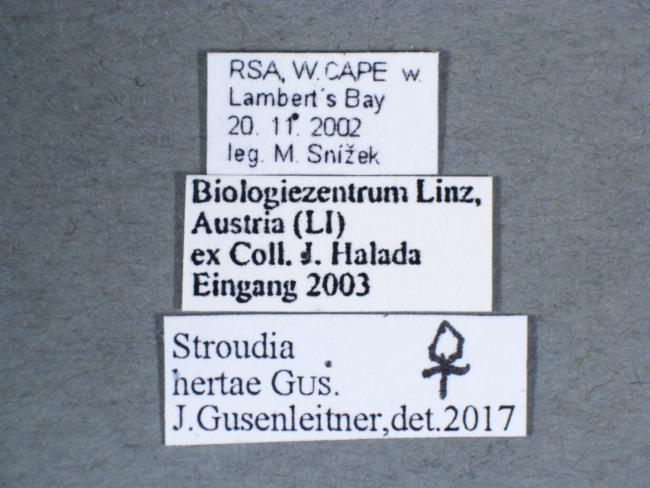 RSA, W.CAPE w.
Lambert's Bay
20. 11. 2002
leg. M. Snížek
Biologiezentrum Linz,
Austria (LI)
ex Coll. J. Halada
Eingang 2003
Stroudia ♀
hertae GUS.
J.Gusenleitner,det.2017